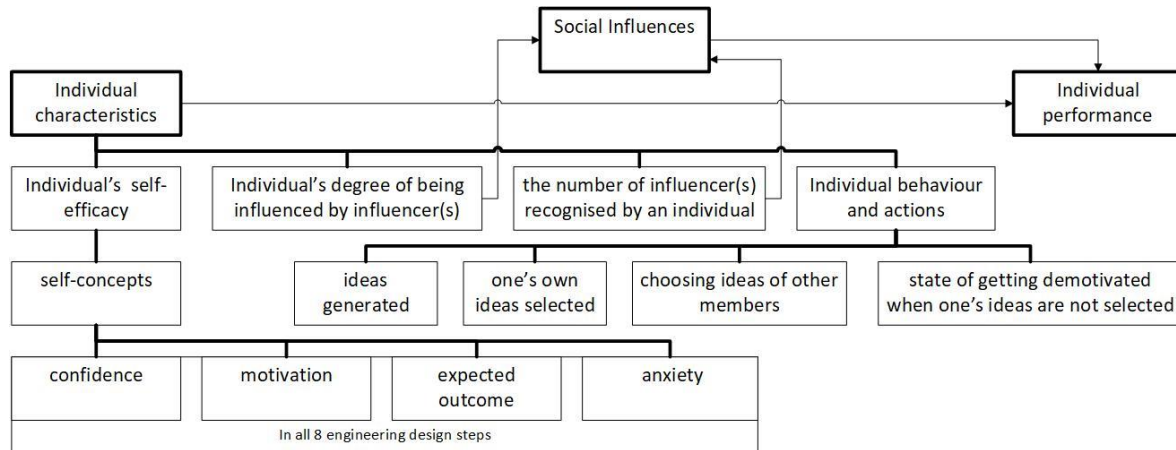 Social Influences
Individual
characteristics
Individual
performance
Individual's self-
efficacy
Individual's degree of being
influenced by influencer(s)
the number of influencer(s)
recognised by an individual
Individual behaviour
and actions
self-concepts
ideas
generated
one's own
ideas selected
choosing ideas of other
members
state of getting demotivated
when one's ideas are not selected
confidence
motivation
expected
outcome
anxiety
In all 8 engineering design steps